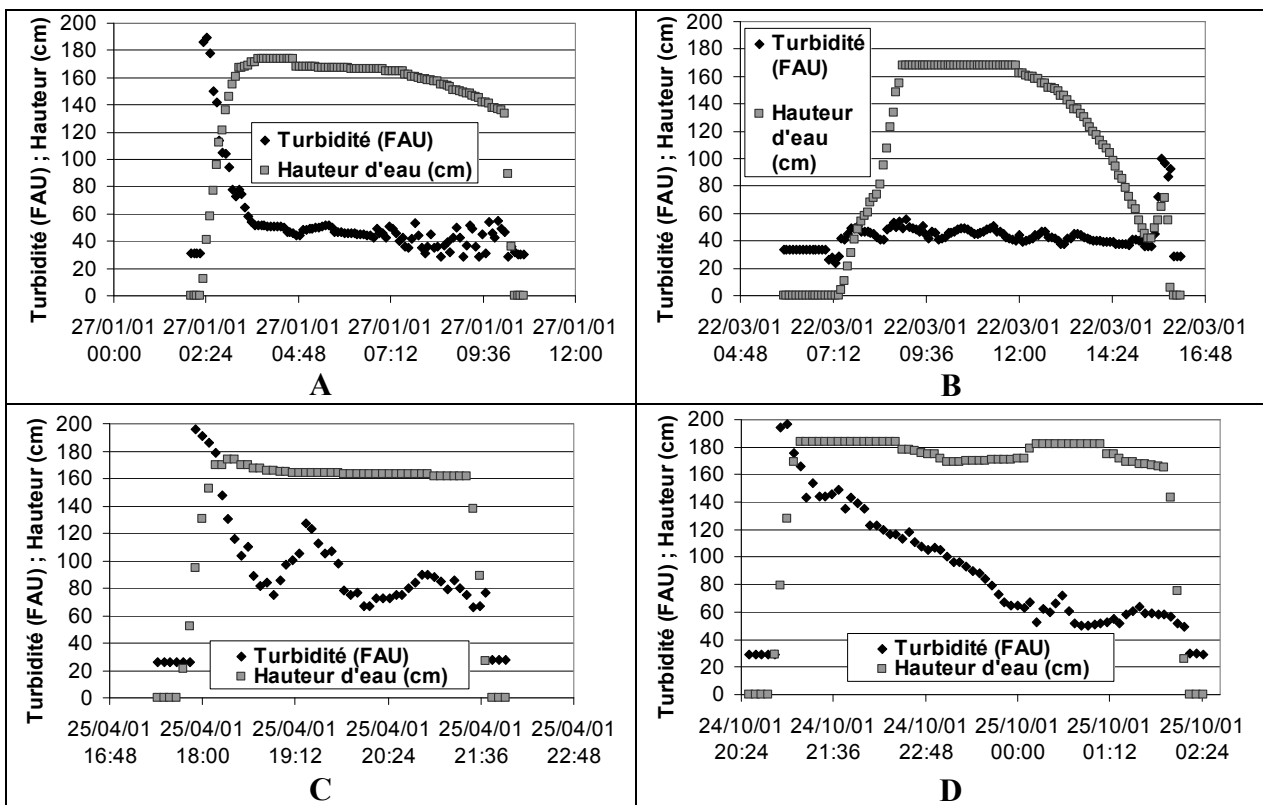 Turbidité (FAU) ; Hauteur (cm)
200
180
160
140
120
100
80
60
40
20
0
Turbidité (FAU)
Hauteur d'eau (cm)
27/01/01 27/01/01 27/01/01 27/01/01 27/01/01 27/01/01
00:00 02:24 04:48 07:12 09:36 12:00
A
Turbidité (FAU) ; Hauteur (cm)
200
180
160
140
120
100
80
60
40
20
0
Turbidité
(FAU)
Hauteur
d'eau
(cm)
22/03/01 22/03/01 22/03/01 22/03/01 22/03/01 22/03/01
04:48 07:12 09:36 12:00 14:24 16:48
B
Turbidité (FAU) ; Hauteur (cm)
200
180
160
140
120
100
80
60
40
20
0
Turbidité (FAU)
Hauteur d'eau (cm)
25/04/01 25/04/01 25/04/01 25/04/01 25/04/01 25/04/01
16:48 18:00 19:12 20:24 21:36 22:48
C
Turbidité (FAU) ; Hauteur (cm)
200
180
160
140
120
100
80
60
40
20
0
Turbidité (FAU)
Hauteur d'eau (cm)
24/10/01 24/10/01 24/10/01 25/10/01 25/10/01 25/10/01
20:24 21:36 22:48 00:00 01:12 02:24
D